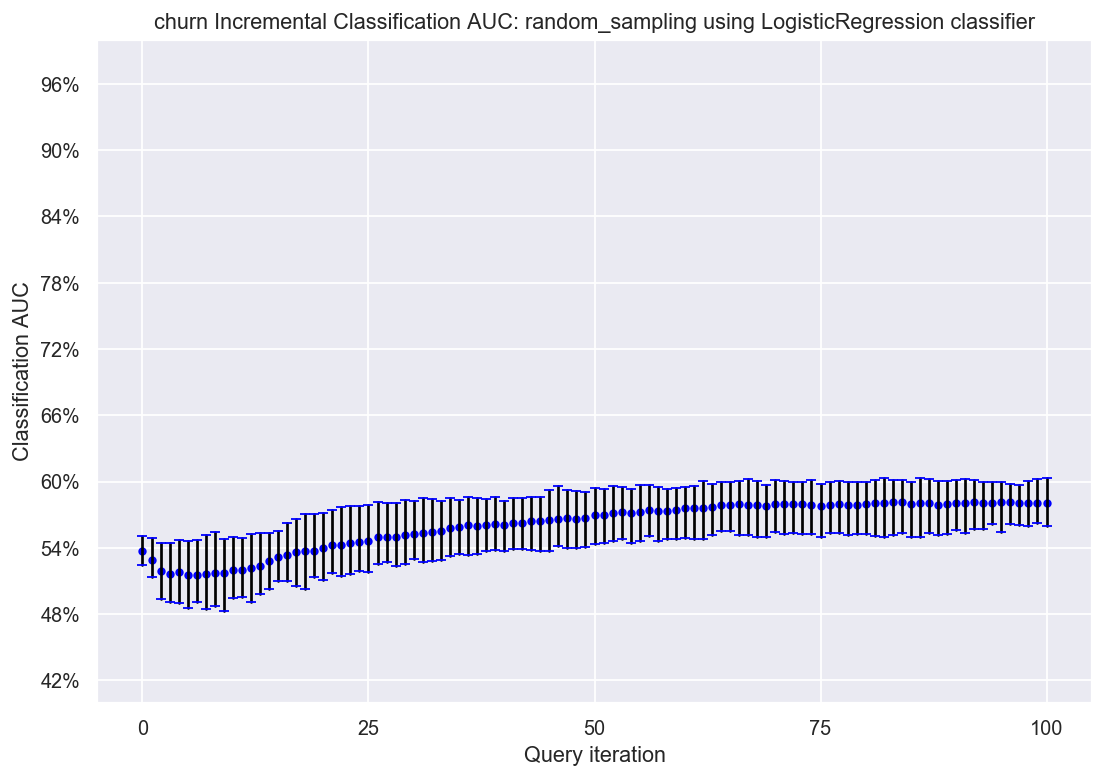 churn Incremental Classification AUC: random_sampling using LogisticRegression classifier
96%
90%
84%
78%
72%
66%
60%
54%
48%
42%
Classification AUC
0 25 50 75 100
Query iteration